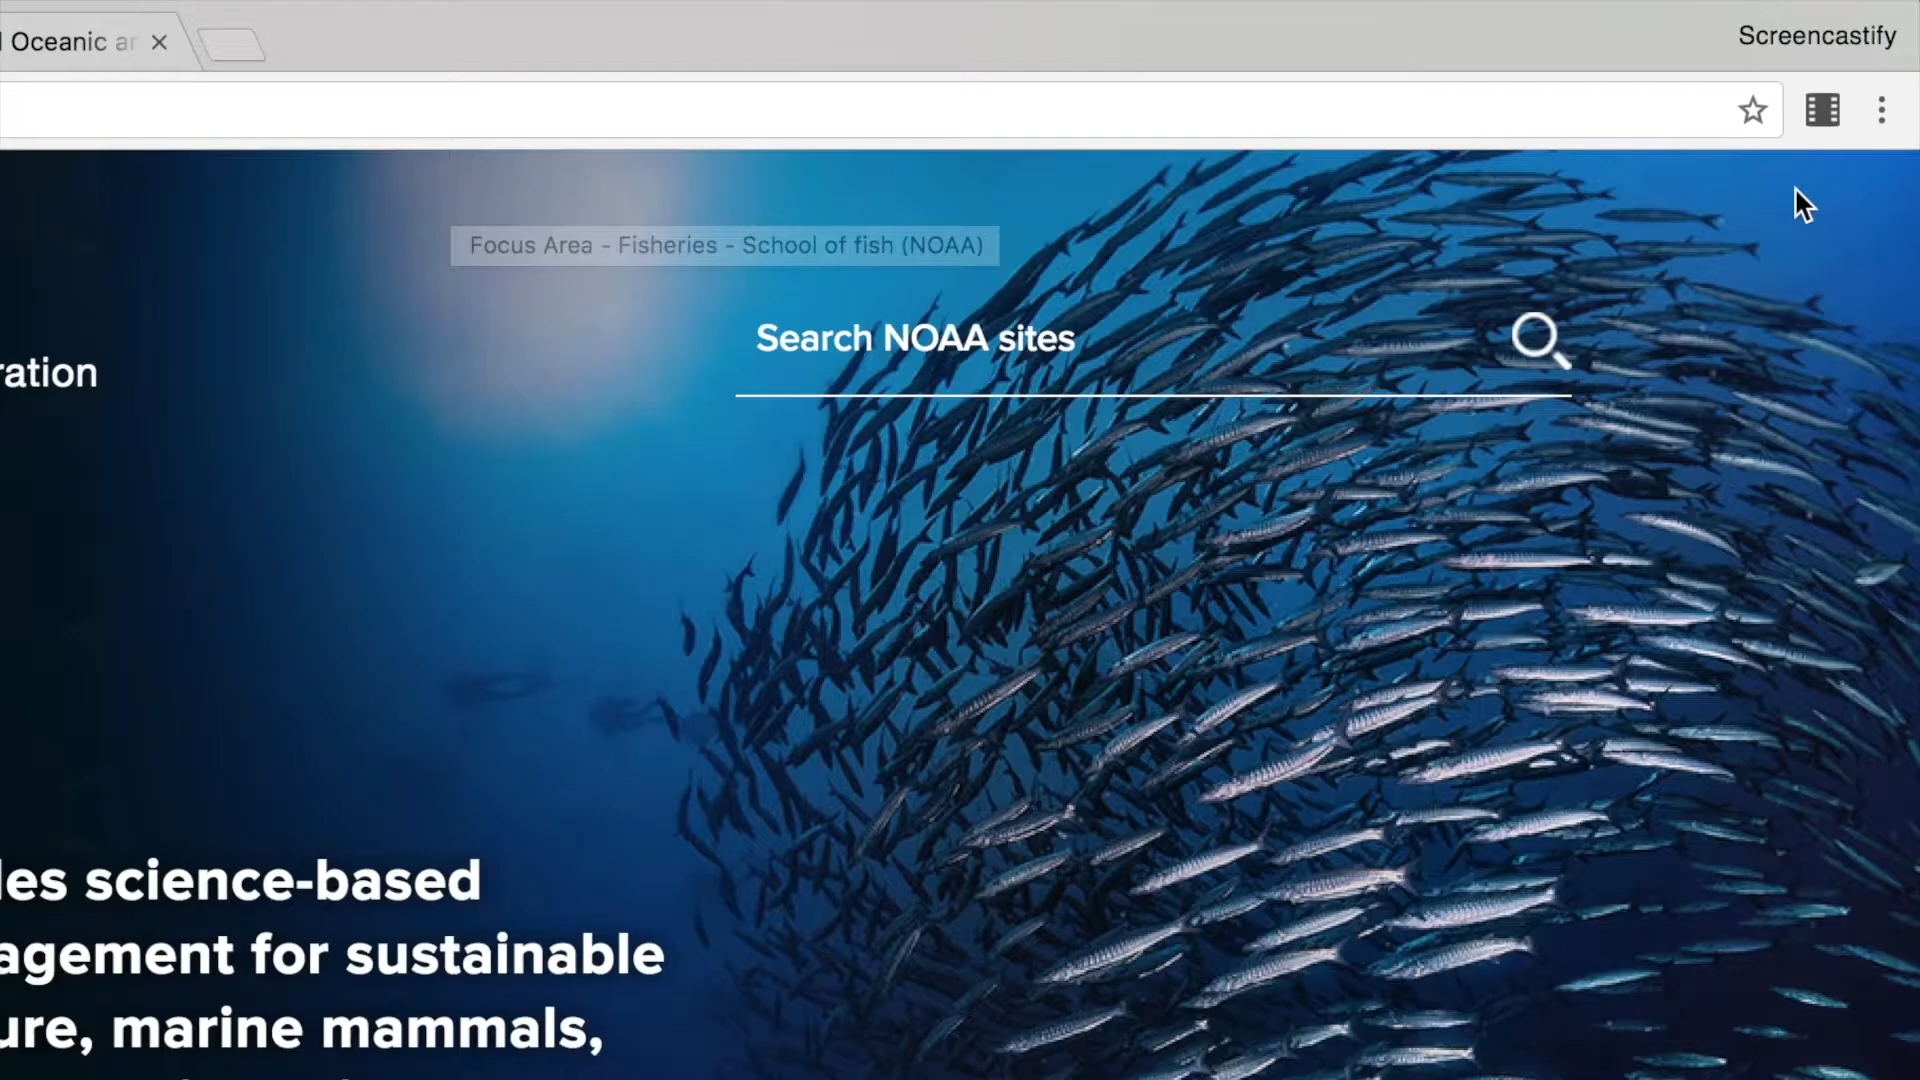 Oceanic ar
Screencastify
Focus Area - Fisheries - School of fish (NOAA)
Search NOAA sites
ration
les science-based
agement for sustainable
ure, marine mammals,